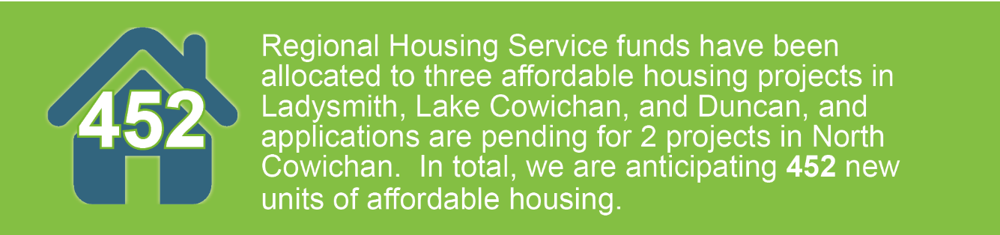 452
Regional Housing Service funds have been
allocated to three affordable housing projects in
Ladysmith, Lake Cowichan, and Duncan, and
applications are pending for 2 projects in North
Cowichan.  In total, we are anticipating 452 new
units of affordable housing.